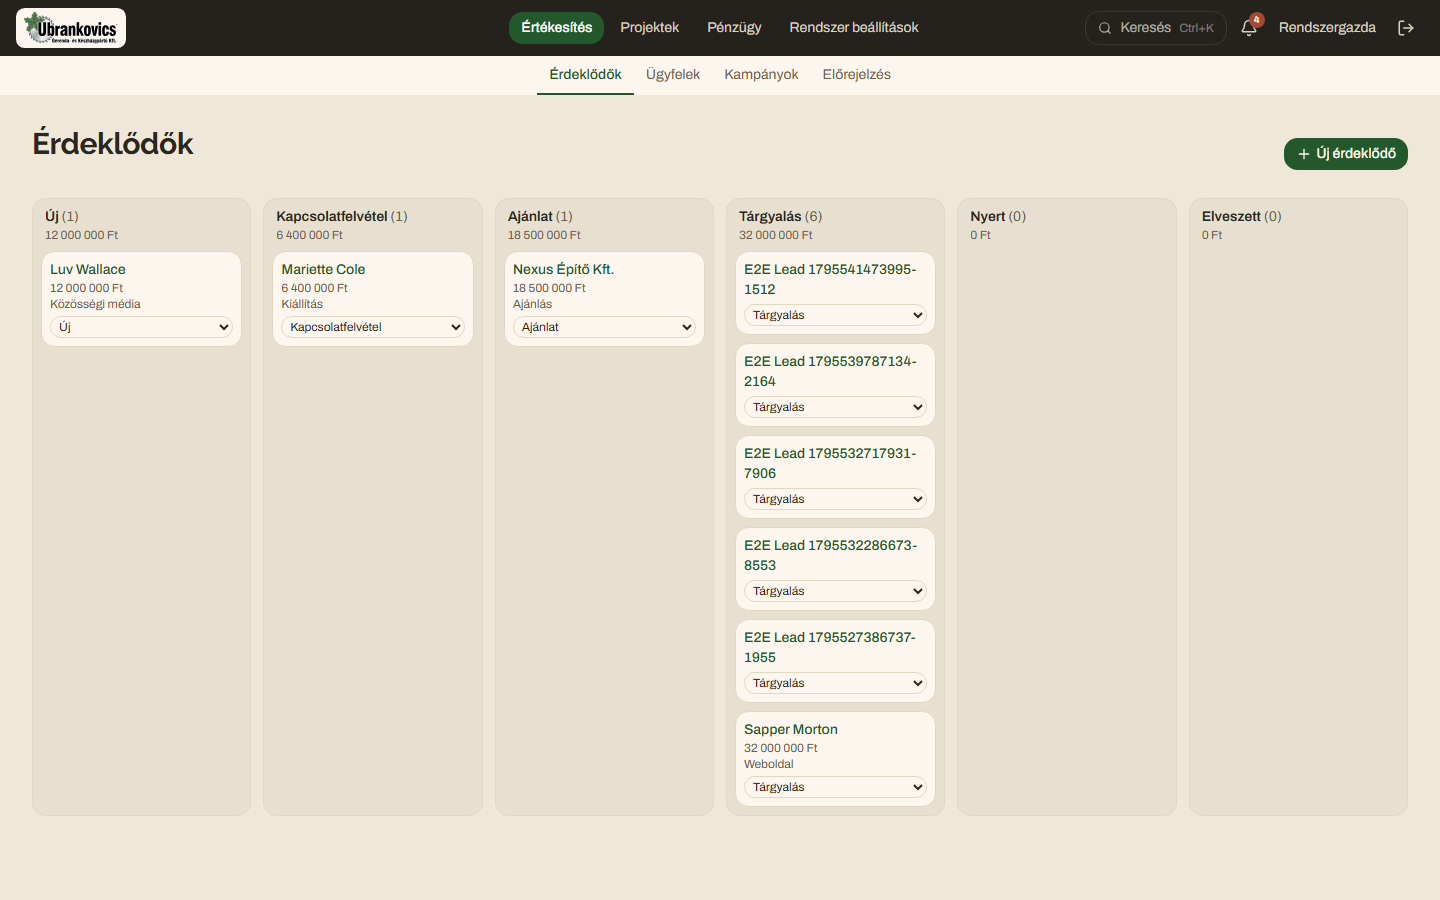 Ubrankovics
Gerenda- és Készházgyártó Kft.
Értékesítés
Projektek
Pénzügy
Rendszer beállítások
Keresés Ctrl+K
4
Rendszergazda
Érdeklődők
Ügyfelek
Kampányok
Előrejelzés
Érdeklődők
Új érdeklődő
Új (1)
12 000 000 Ft
Luv Wallace
12 000 000 Ft
Közösségi média
Új
Kapcsolatfelvétel (1)
6 400 000 Ft
Mariette Cole
6 400 000 Ft
Kiállítás
Kapcsolatfelvétel
Ajánlat (1)
18 500 000 Ft
Nexus Építő Kft.
18 500 000 Ft
Ajánlás
Ajánlat
Tárgyalás (6)
32 000 000 Ft
E2E Lead 1795541473995-
1512
Tárgyalás
E2E Lead 1795539787134-
2164
Tárgyalás
E2E Lead 1795532717931-
7906
Tárgyalás
E2E Lead 1795532286673-
8553
Tárgyalás
E2E Lead 1795527386737-
1955
Tárgyalás
Sapper Morton
32 000 000 Ft
Weboldal
Tárgyalás
Nyert (0)
0 Ft
Elveszett (0)
0 Ft